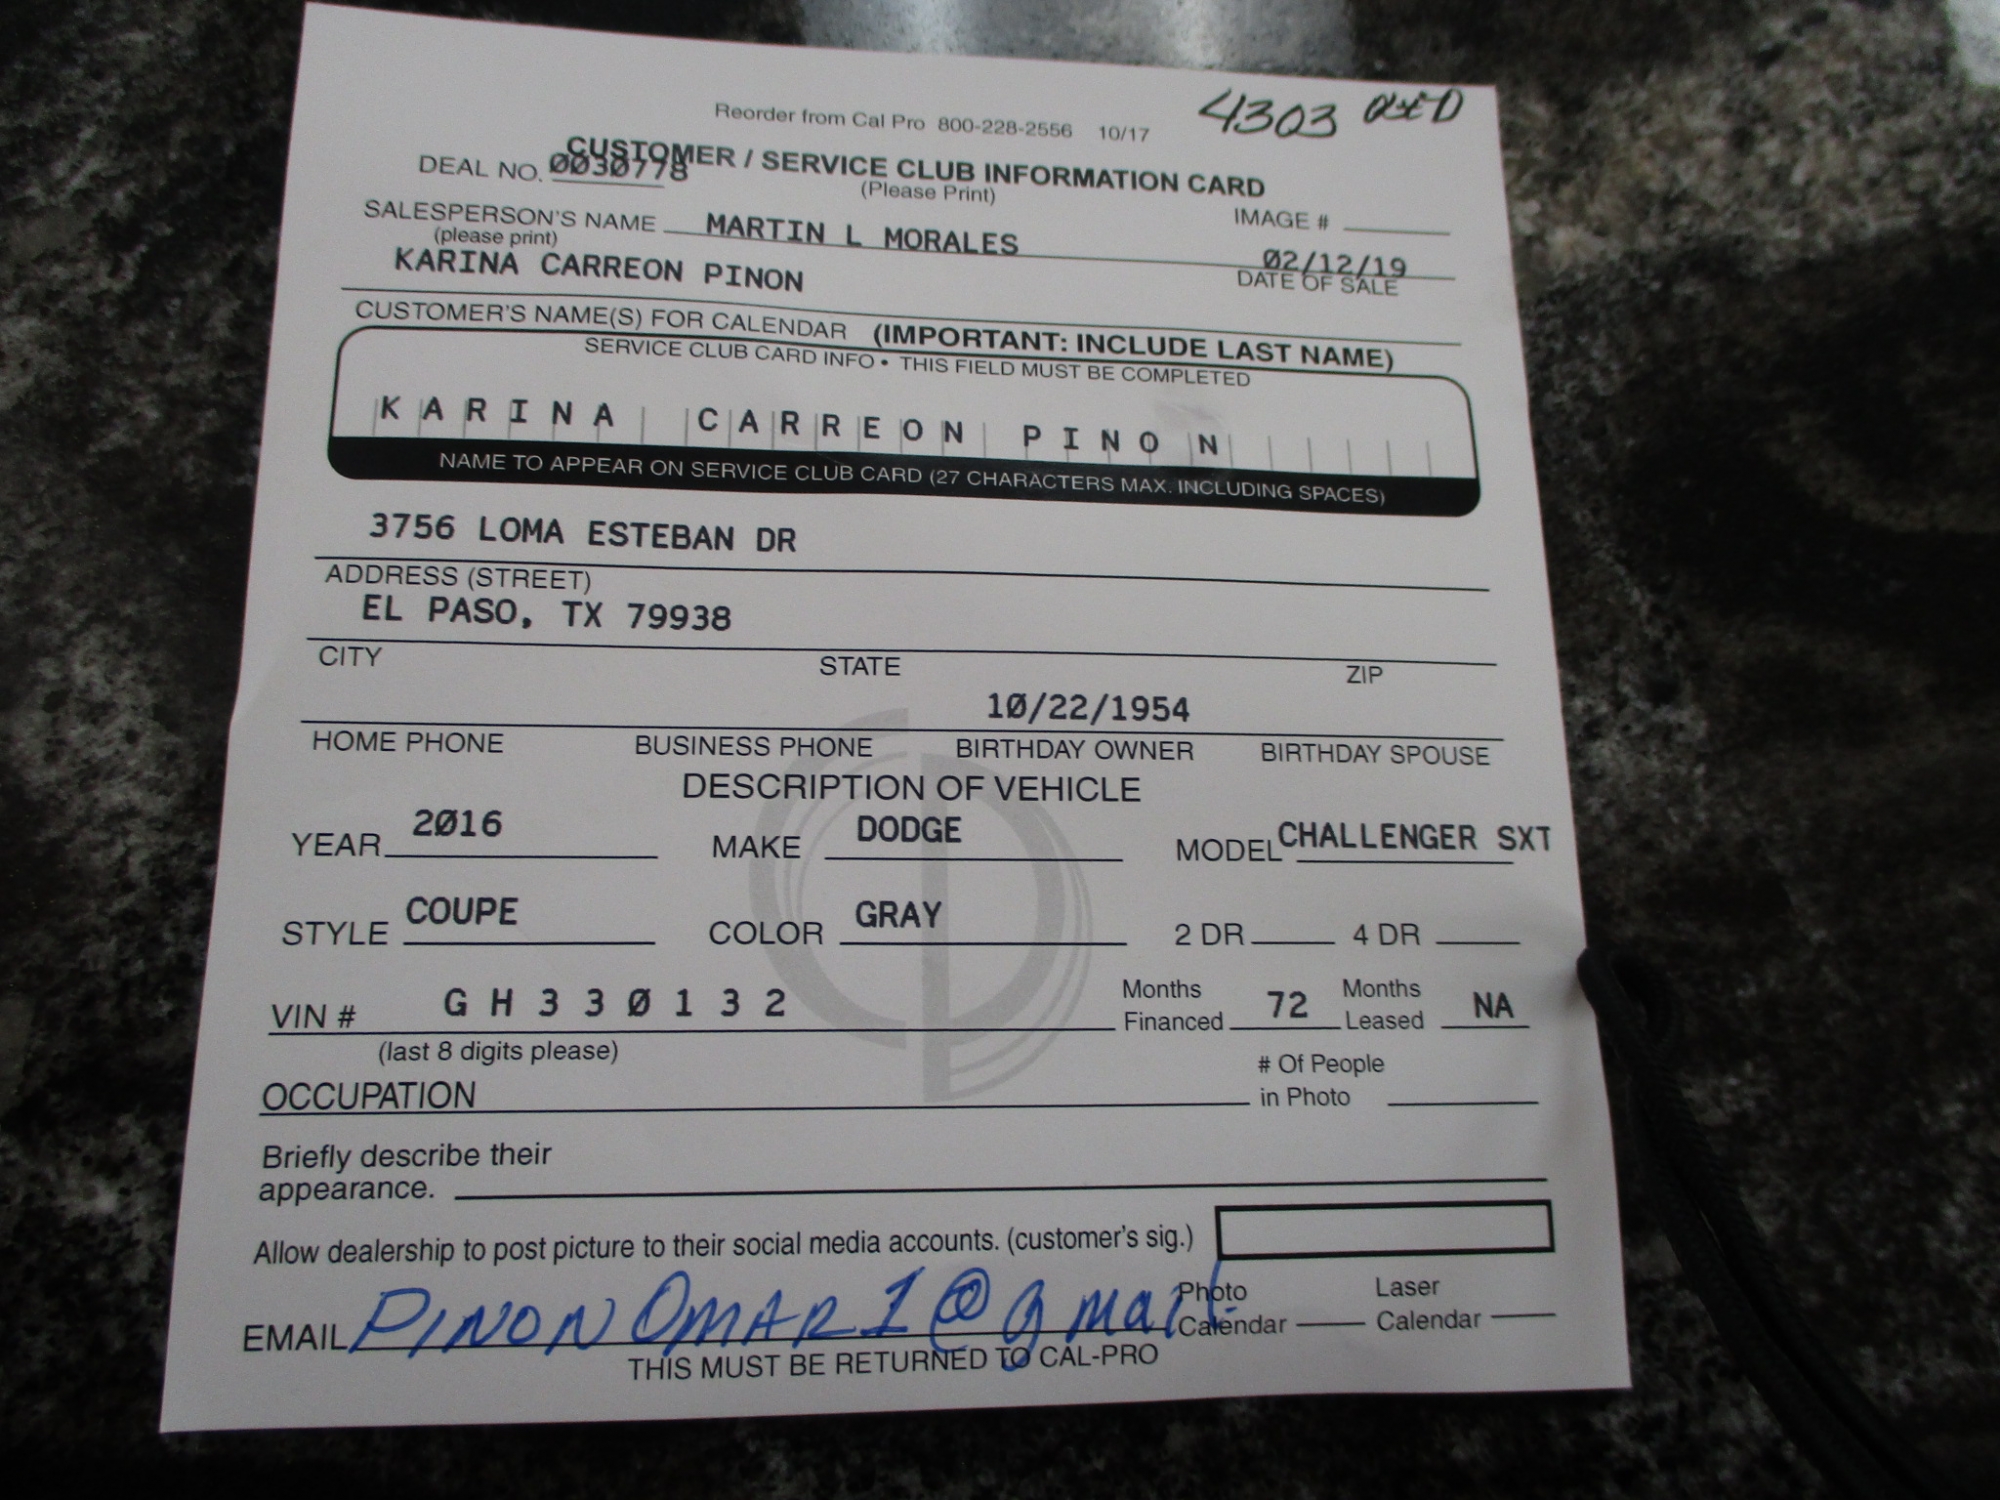 Reorder from Cal Pro 800-228-2556 10/17 4303
CUSTOMER / SERVICE CLUB INFORMATION CARD
DEAL NO. 0030778
(Please Print)
IMAGE #
SALESPERSON'S NAME MARTIN L MORALES
(please print)
02/12/19
DATE OF SALE
KARINA CARREON PINON
CUSTOMER'S NAME(S) FOR CALENDAR (IMPORTANT: INCLUDE LAST NAME)
SERVICE CLUB CARD INFO • THIS FIELD MUST BE COMPLETED
KARINA CARREON PINON
NAME TO APPEAR ON SERVICE CLUB CARD (27 CHARACTERS MAX. INCLUDING SPACES)
3756 LOMA ESTEBAN DR
ADDRESS (STREET)
EL PASO, TX 79938
CITY STATE ZIP
10/22/1954
HOME PHONE BUSINESS PHONE BIRTHDAY OWNER BIRTHDAY SPOUSE
DESCRIPTION OF VEHICLE
YEAR 2016 MAKE DODGE MODEL CHALLENGER SXT
STYLE COUPE COLOR GRAY 2 DR 4 DR
VIN # GH330132 Months Financed 72 Months Leased NA
(last 8 digits please)
OCCUPATION # Of People in Photo
Briefly describe their
appearance.
Allow dealership to post picture to their social media accounts. (customer's sig.)
EMAIL PINONOMAR1@gmail. Photo Calendar Laser Calendar
THIS MUST BE RETURNED TO CAL-PRO